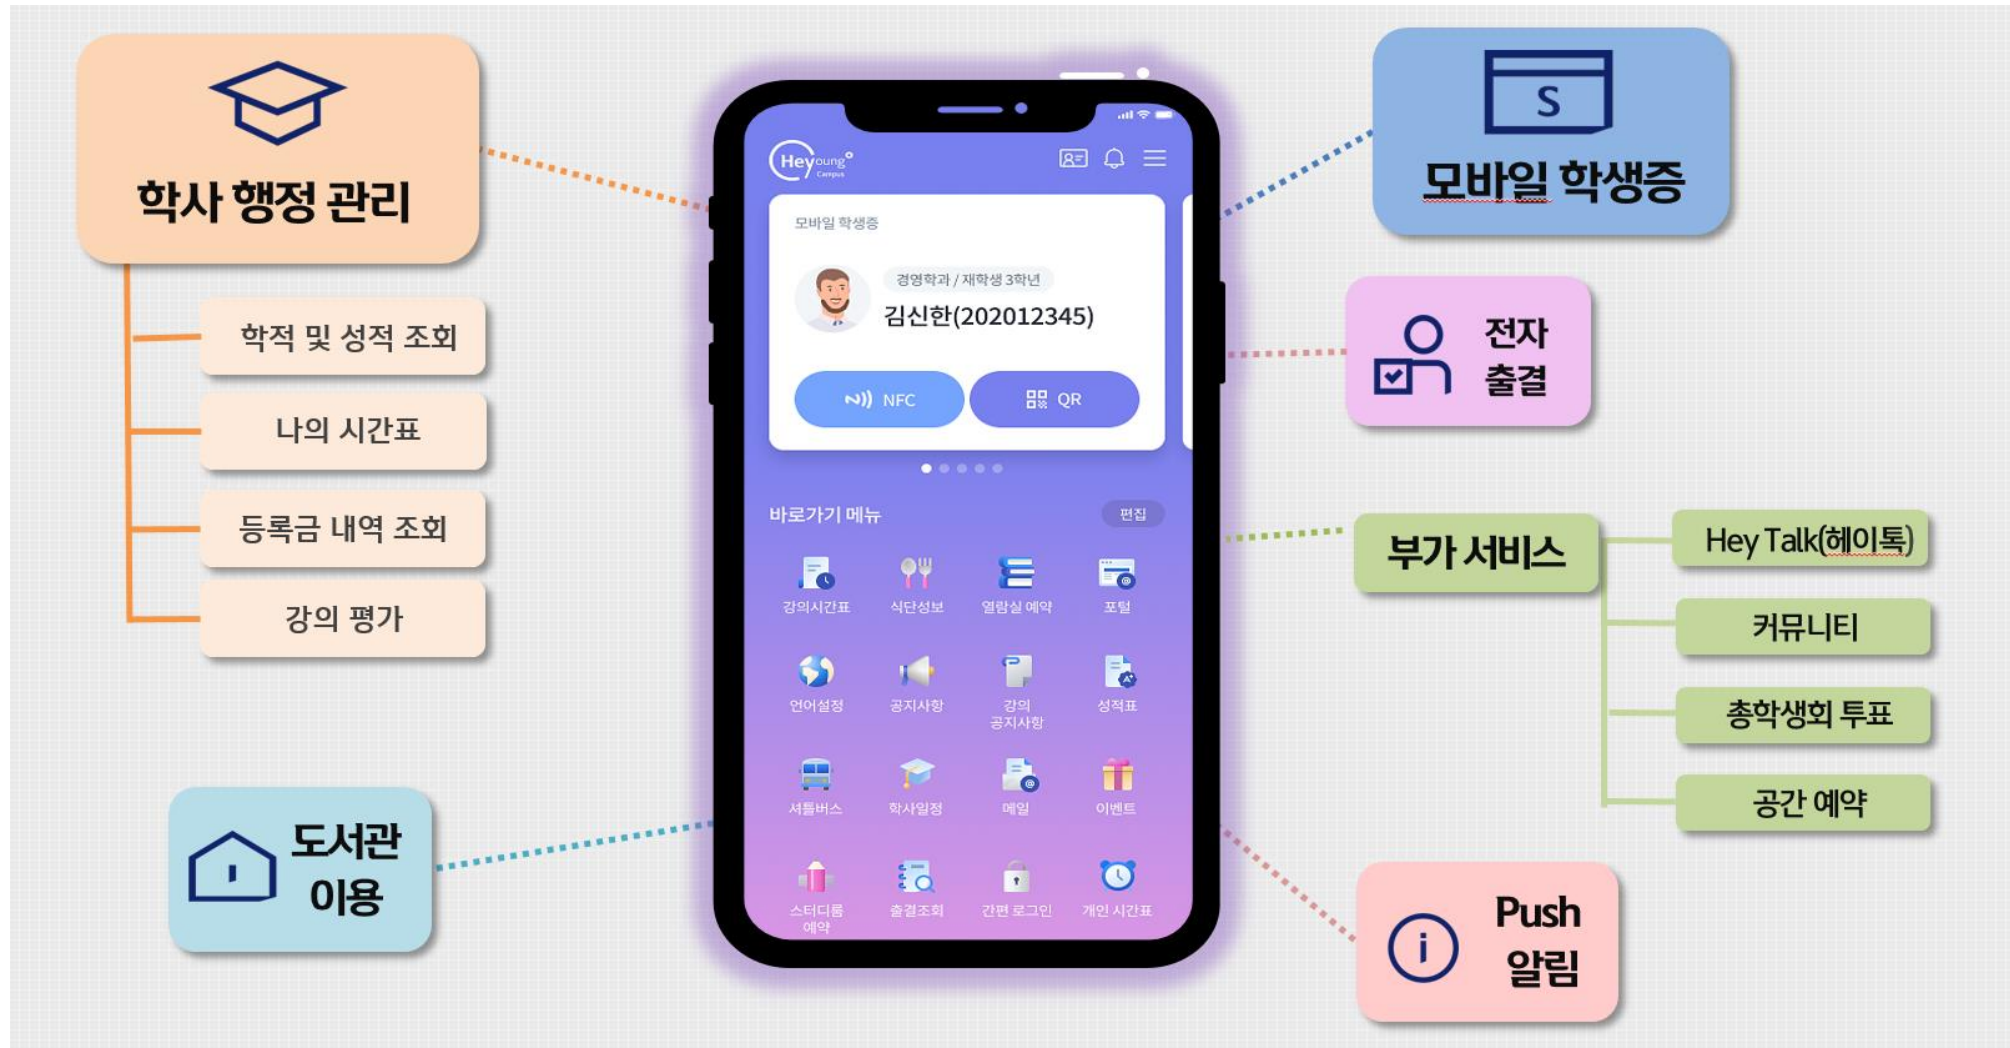 학사 행정 관리
학적 및 성적 조회
나의 시간표
등록금 내역 조회
강의 평가
도서관
이용
Heyoung
Campus
모바일 학생증
경영학과 / 재학생 3학년
김신한(202012345)
NFC
QR
바로가기 메뉴
편집
강의시간표
식단성보
열람실 예약
포털
언어설정
공지사항
강의
공지사항
성적표
셔틀버스
학사일정
메일
이벤트
스터디룸
예약
출결조회
간편 로그인
개인 시간표
S
모바일 학생증
전자
출결
부가 서비스
Hey Talk(헤이톡)
커뮤니티
총학생회 투표
공간 예약
Push
알림